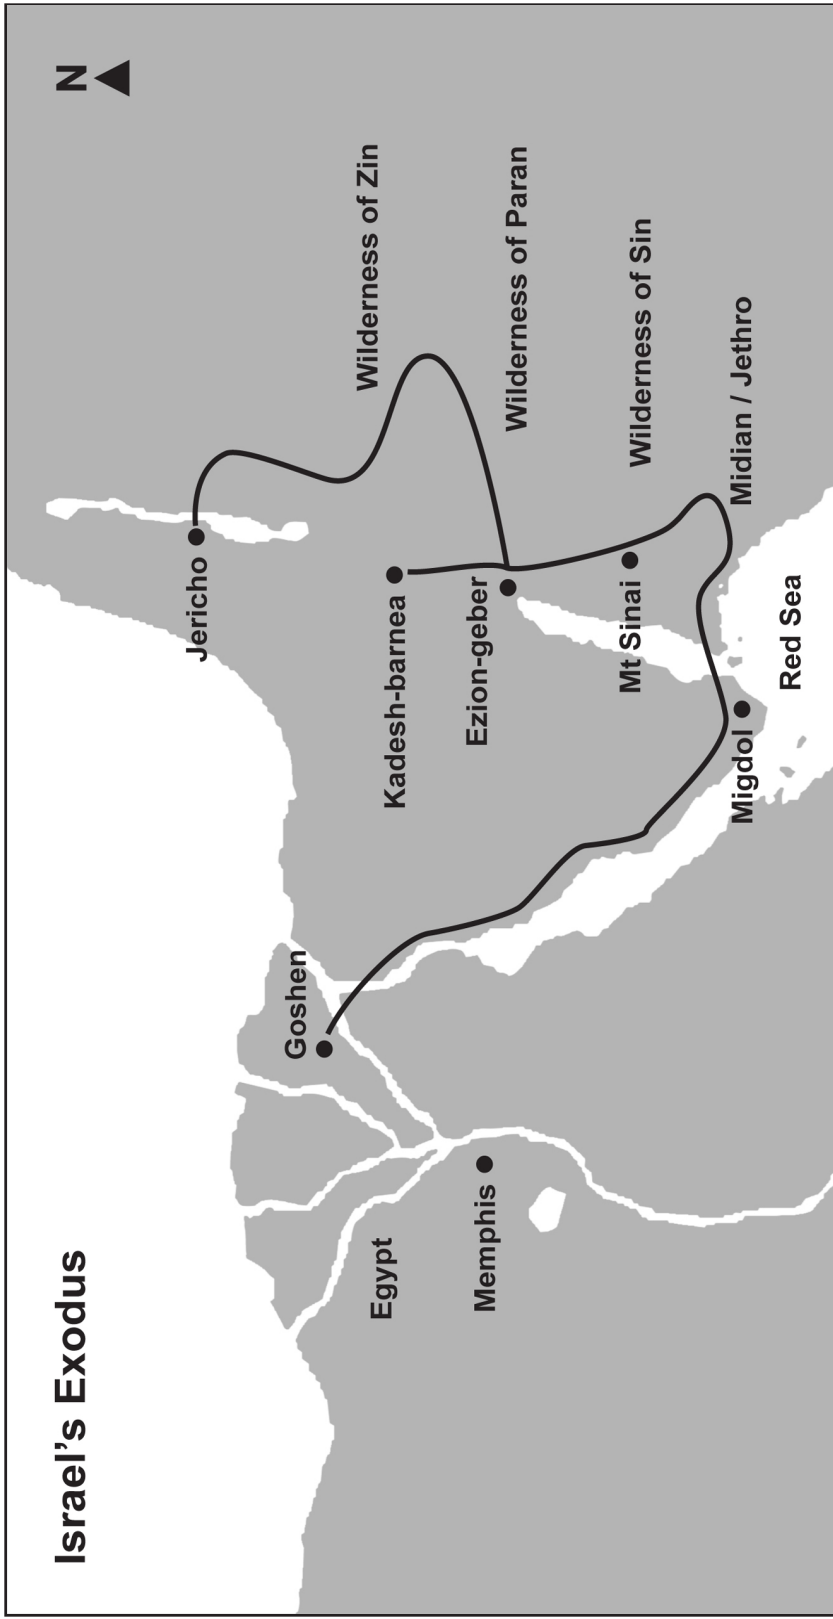 Israel's Exodus
N
Jericho
Goshen
Wilderness of Zin
Egypt
Kadesh-barnea
Memphis
Ezion-geber
Wilderness of Paran
Mt Sinai
Wilderness of Sin
Migdol
Midian / Jethro
Red Sea